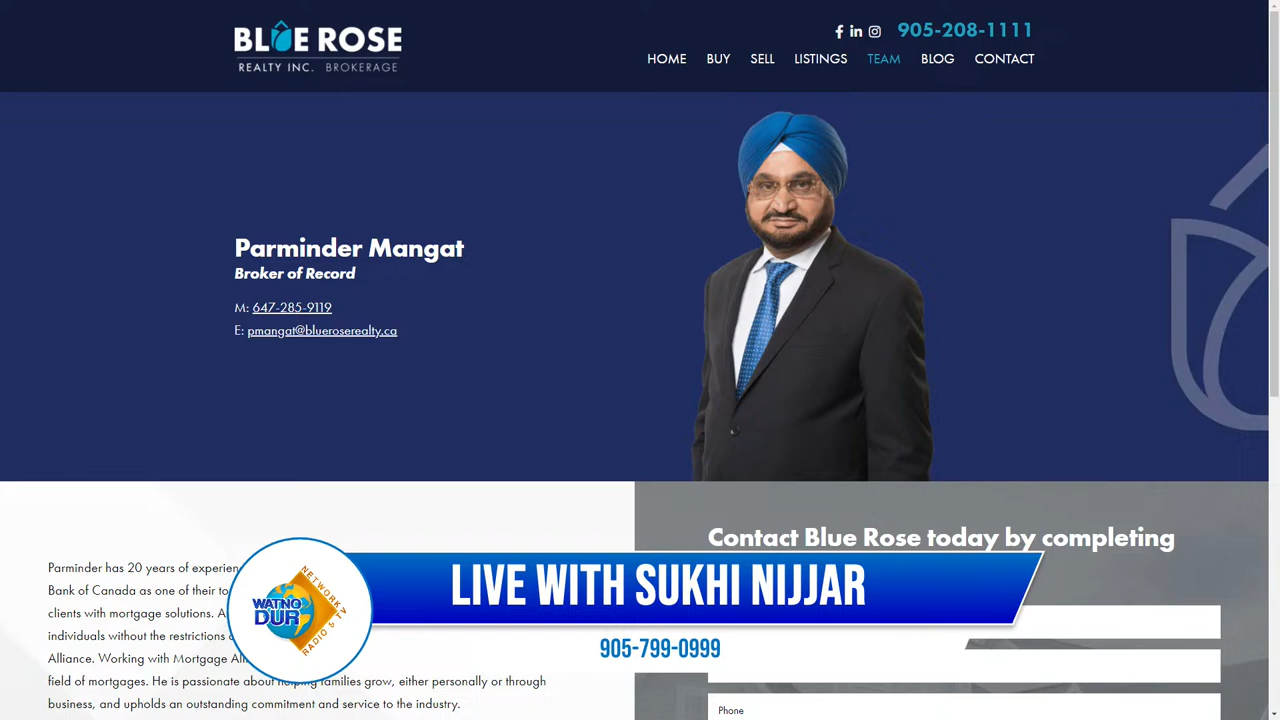 BLUE ROSE
REALTY INC. BROKERAGE
905-208-1111
HOME BUY SELL LISTINGS TEAM BLOG CONTACT
Parminder Mangat
Broker of Record
M: 647-285-9119
E: pmangat@blueroserealty.ca
Contact Blue Rose today by completing
Parminder has 20 years of experien
Bank of Canada as one of their to
clients with mortgage solutions. A
individuals without the restrictions
Alliance. Working with Mortgage All
field of mortgages. He is passionate about helping families grow, either personally or through
business, and upholds an outstanding commitment and service to the industry.
NETWORK
WATNO
DUR
RADIO & TV
LIVE WITH SUKHI NIJJAR
905-799-0999
Phone